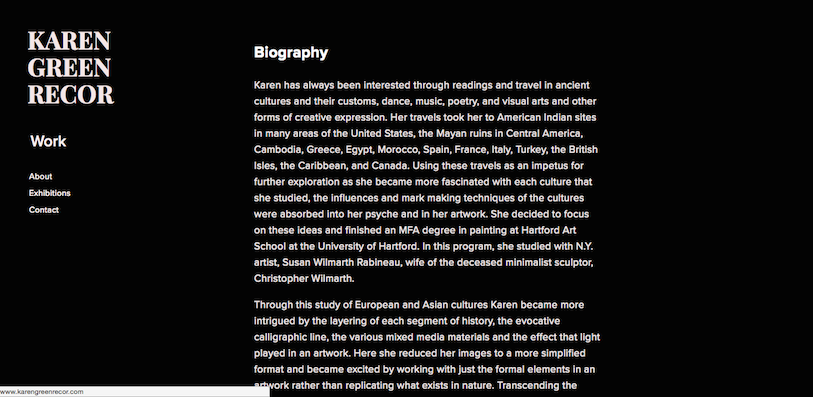 KAREN
GREEN
RECOR
Work
About
Exhibitions
Contact
Biography
Karen has always been interested through readings and travel in ancient
cultures and their customs, dance, music, poetry, and visual arts and other
forms of creative expression. Her travels took her to American Indian sites
in many areas of the United States, the Mayan ruins in Central America,
Cambodia, Greece, Egypt, Morocco, Spain, France, Italy, Turkey, the British
Isles, the Caribbean, and Canada. Using these travels as an impetus for
further exploration as she became more fascinated with each culture that
she studied, the influences and mark making techniques of the cultures
were absorbed into her psyche and in her artwork. She decided to focus
on these ideas and finished an MFA degree in painting at Hartford Art
School at the University of Hartford. In this program, she studied with N.Y.
artist, Susan Wilmarth Rabineau, wife of the deceased minimalist sculptor,
Christopher Wilmarth.
Through this study of European and Asian cultures Karen became more
intrigued by the layering of each segment of history, the evocative
calligraphic line, the various mixed media materials and the effect that light
played in an artwork. Here she reduced her images to a more simplified
format and became excited by working with just the formal elements in an
artwork rather than replicating what exists in nature. Transcending the
www.karengreenrecor.com